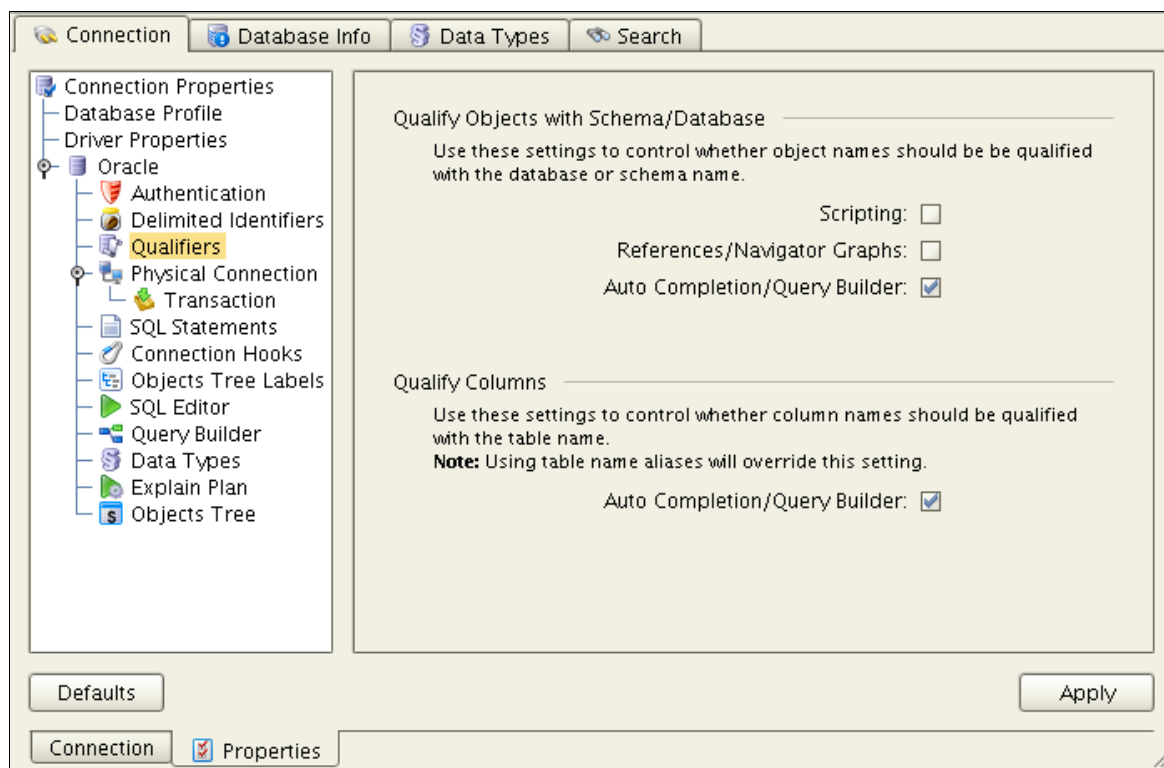 Connection
Database Info
Data Types
Search
Connection Properties
Database Profile
Driver Properties
Oracle
Authentication
Delimited Identifiers
Qualifiers
Physical Connection
Transaction
SQL Statements
Connection Hooks
Objects Tree Labels
SQL Editor
Query Builder
Data Types
Explain Plan
Objects Tree
Qualify Objects with Schema/Database
Use these settings to control whether object names should be be qualified
with the database or schema name.
Scripting:
References/Navigator Graphs:
Auto Completion/Query Builder:
Qualify Columns
Use these settings to control whether column names should be qualified
with the table name.
Note: Using table name aliases will override this setting.
Auto Completion/Query Builder:
Defaults
Apply
Connection
Properties